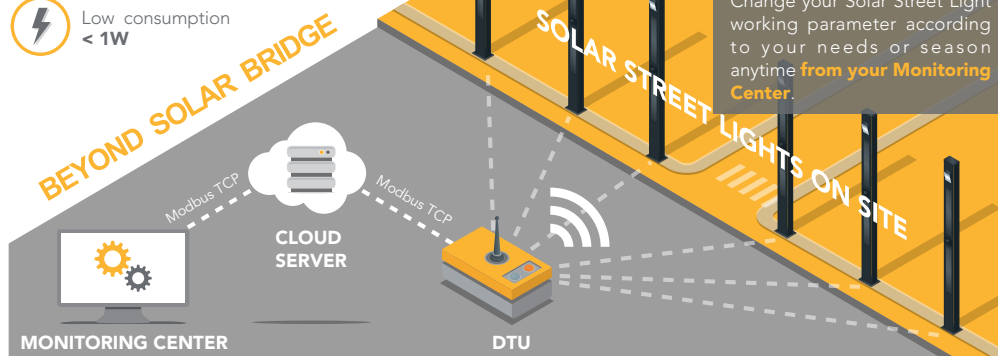 Low consumption
< 1W
Change your Solar Street Light
working parameter according
to your needs or season
anytime from your Monitoring
Center.
BEYOND SOLAR BRIDGE
SOLAR STREET LIGHTS ON SITE
Modbus TCP
Modbus TCP
CLOUD
SERVER
MONITORING CENTER
DTU